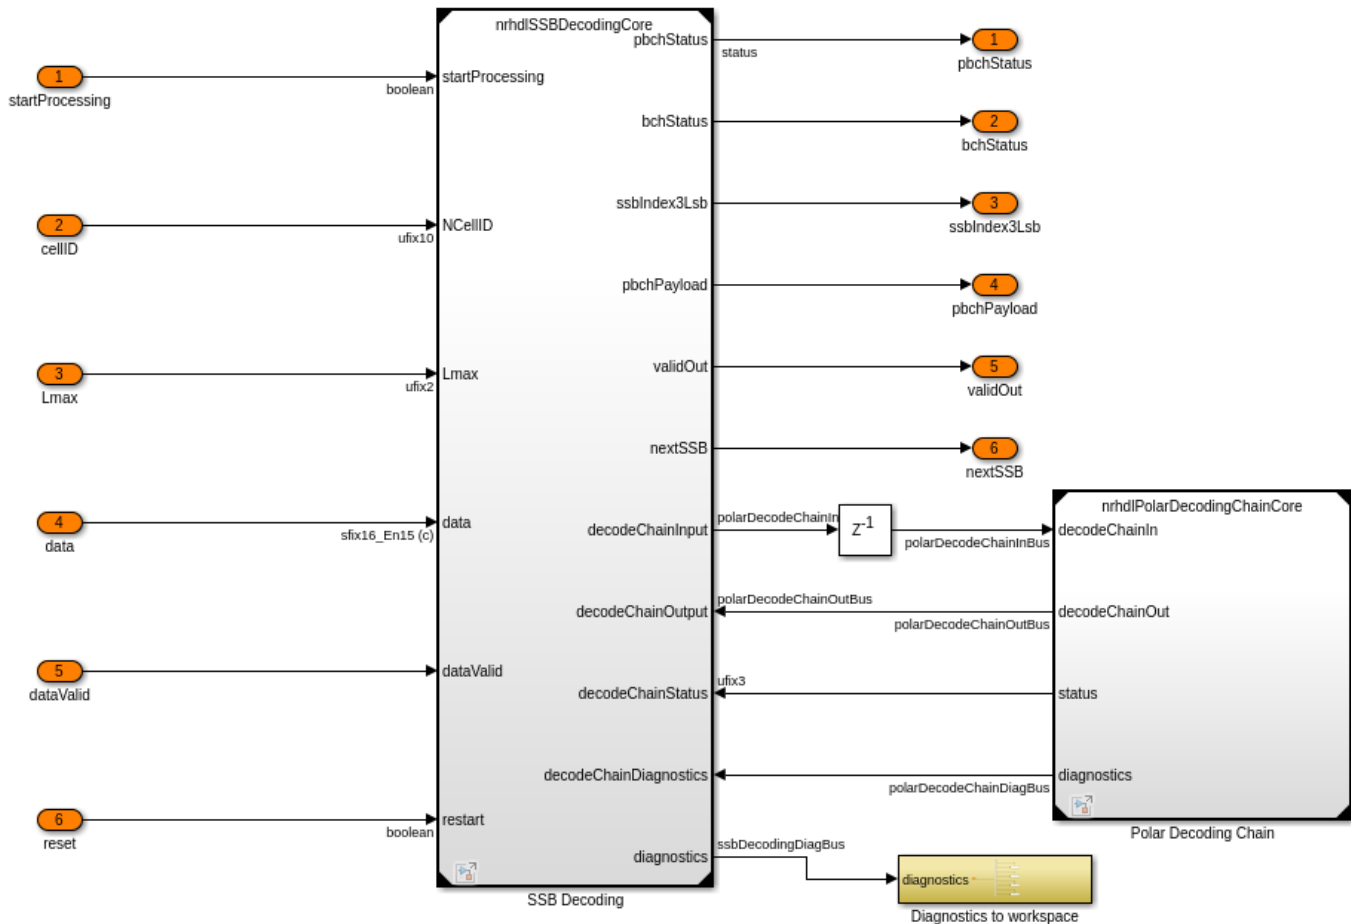 nrhdlSSBDecodingCore
pbchStatus
status
1
pbchStatus
1
startProcessing
boolean
startProcessing
bchStatus
2
bchStatus
ssbIndex3Lsb
3
ssbIndex3Lsb
2
cellID
ufix10
NCellID
pbchPayload
4
pbchPayload
3
Lmax
ufix2
Lmax
validOut
5
validOut
nextSSB
6
nextSSB
4
data
sfix16_En15 (c)
data
decodeChainInput
polarDecodeChainIn
Z-1
polarDecodeChainInBus
nrhdlPolarDecodingChainCore
decodeChainIn
decodeChainOutput
polarDecodeChainOutBus
polarDecodeChainOutBus
decodeChainOut
5
dataValid
dataValid
decodeChainStatus
ufix3
status
decodeChainDiagnostics
polarDecodeChainDiagBus
diagnostics
Polar Decoding Chain
6
reset
boolean
restart
diagnostics
ssbDecodingDiagBus
diagnostics
Diagnostics to workspace
SSB Decoding